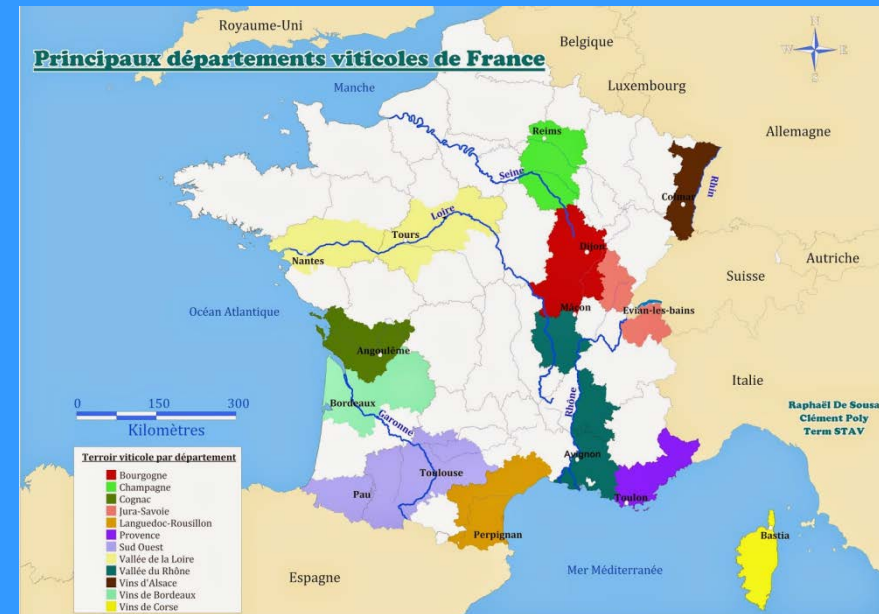 Royaume-Uni
Belgique
Principaux départements viticoles de France
Luxembourg
Manche
N
W
E
S
Allemagne
Reims
Seine
Rhin
Colmar
Loire
Tours
Nantes
Dijon
Autriche
Suisse
Océan Atlantique
Mâcon
Evian-les-bains
Angoulême
Italie
0 150 300
Kilomètres
Bordeaux
Garonne
Rhône
Raphaël De Sousa
Clément Poly
Term STAV
Avignon
Toulouse
Pau
Toulon
Perpignan
Bastia
Mer Méditerranée
Espagne
Terroir viticole par département
Bourgogne
Champagne
Cognac
Jura-Savoie
Languedoc-Rousillon
Provence
Sud Ouest
Vallée de la Loire
Vallée du Rhône
Vins d'Alsace
Vins de Bordeaux
Vins de Corse